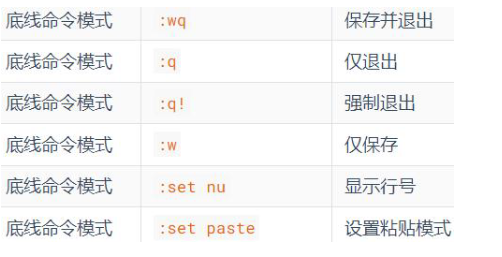 底线命令模式 :wq 保存并退出
底线命令模式 :q 仅退出
底线命令模式 :q! 强制退出
底线命令模式 :w 仅保存
底线命令模式 :set nu 显示行号
底线命令模式 :set paste 设置粘贴模式